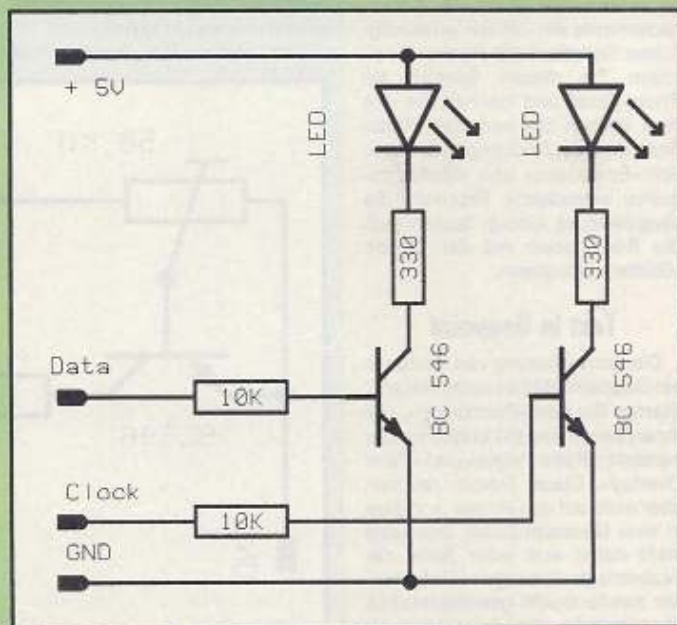 + 5V
LED
LED
330
330
Data
10K
BC 546
BC 546
Clock
10K
GND